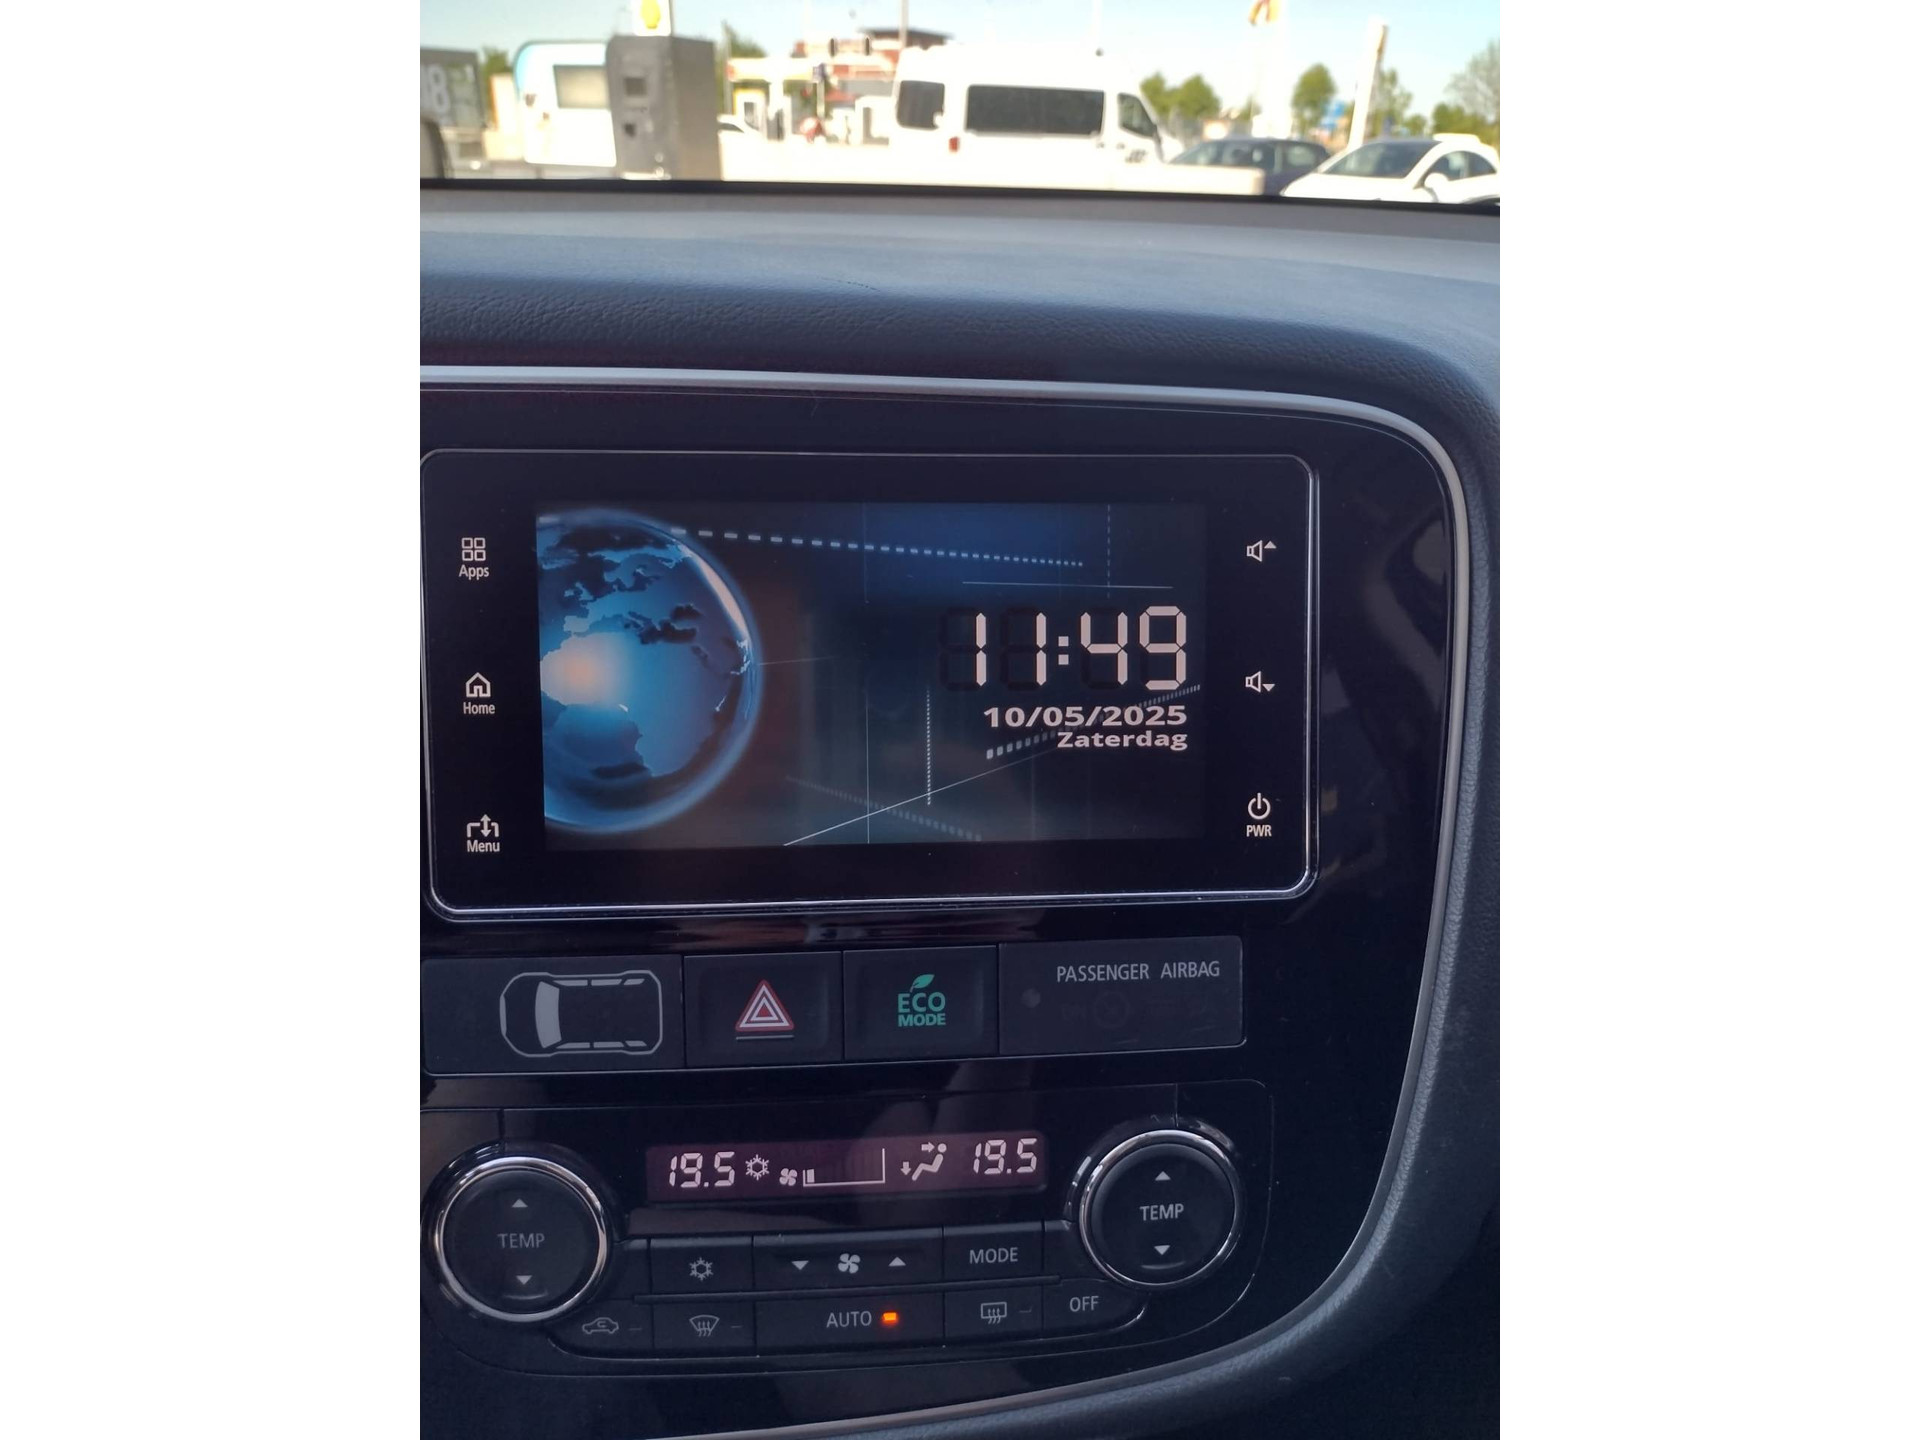 Apps
11:49
10/05/2025
Zaterdag
Home
Menu
PWR
ECO
MODE
PASSENGER AIRBAG
19.5 19.5
TEMP
TEMP
MODE
AUTO
OFF